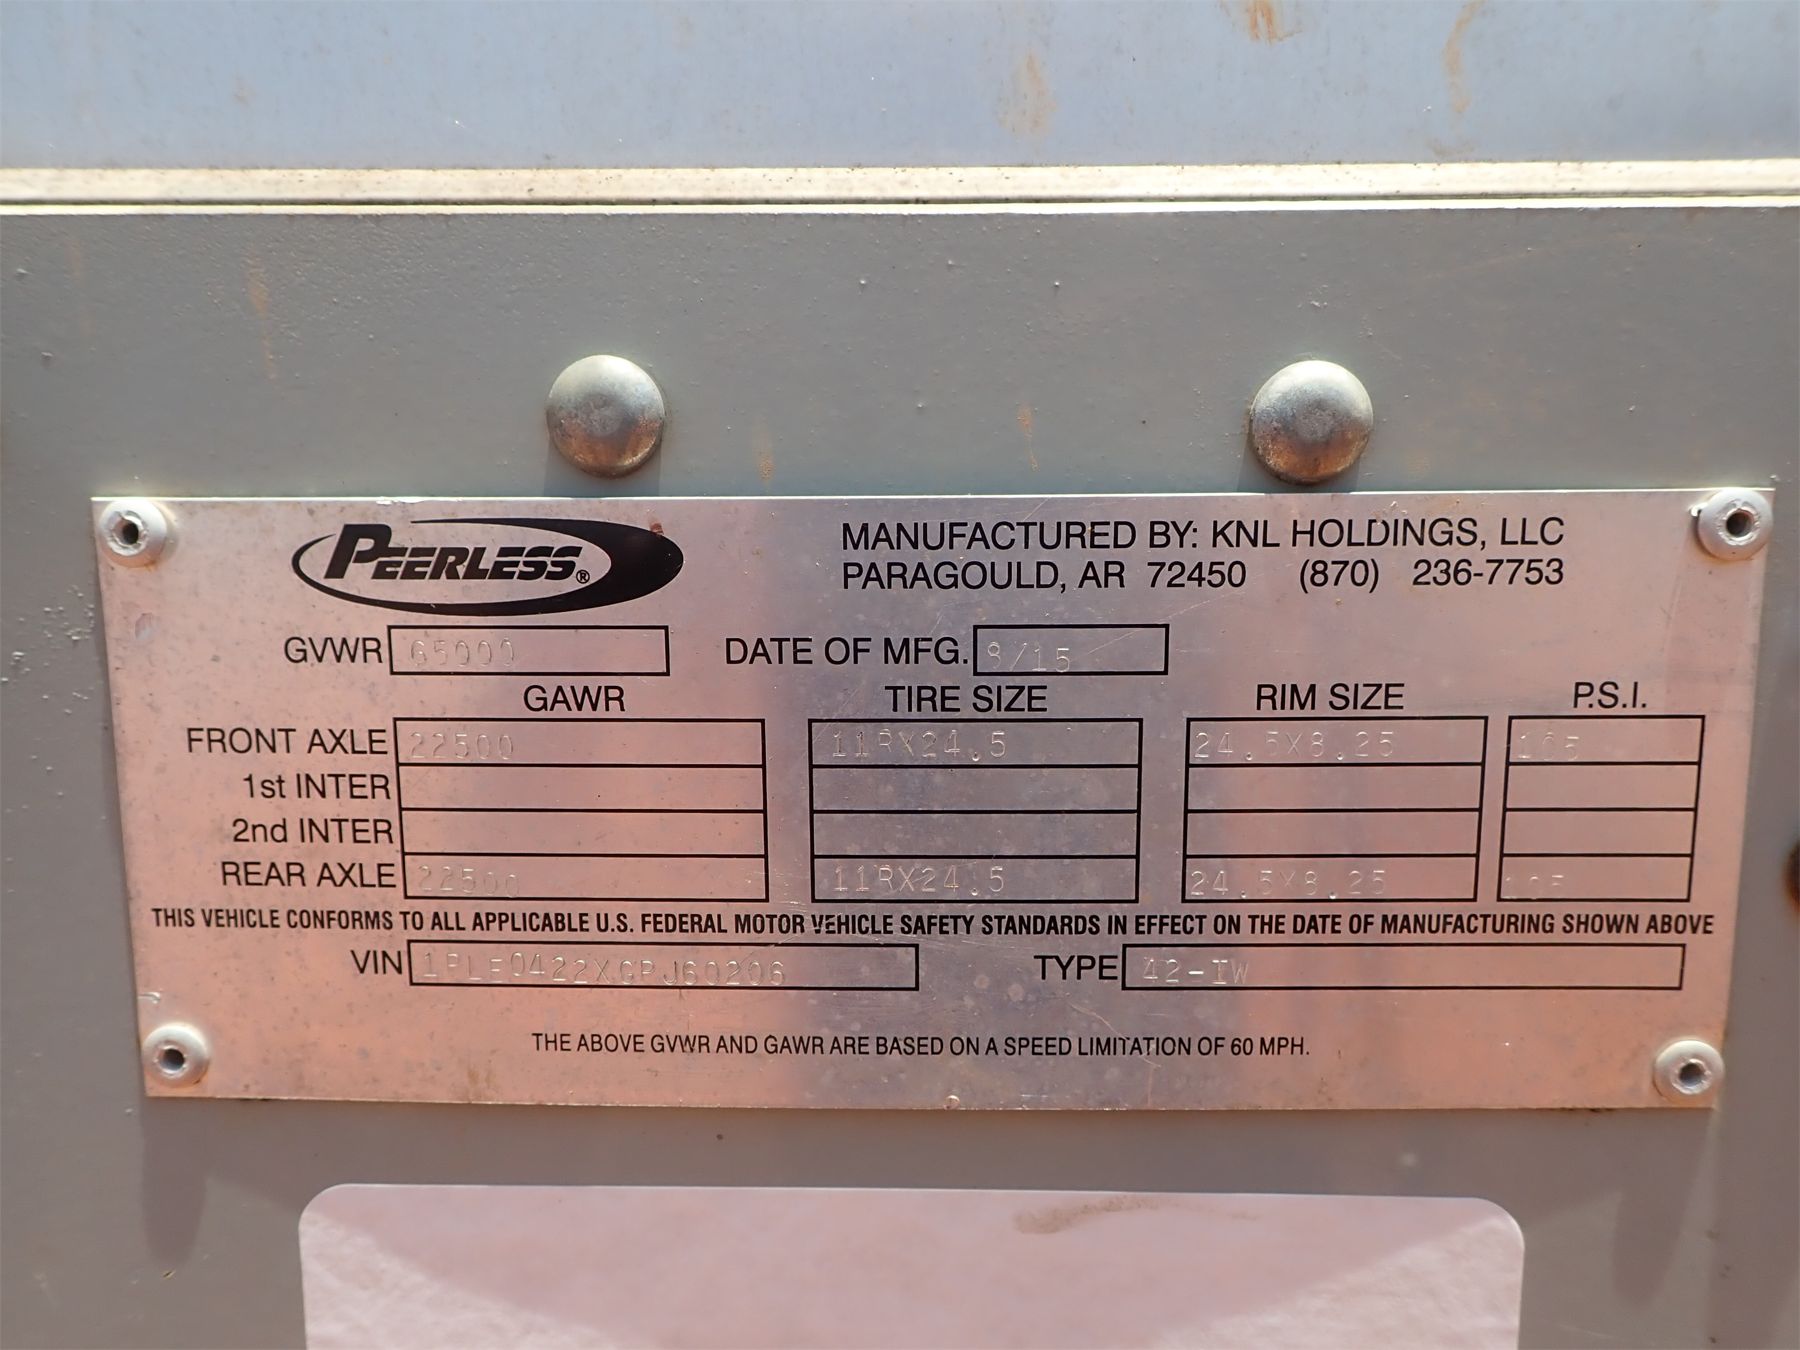 PEERLESS®
MANUFACTURED BY: KNL HOLDINGS, LLC
PARAGOULD, AR 72450 (870) 236-7753
GVWR 65000 DATE OF MFG. 8/15
GAWR TIRE SIZE RIM SIZE P.S.I.
FRONT AXLE 22500 11RX24.5 24.5X8.25 105
1st INTER
2nd INTER
REAR AXLE 22500 11RX24.5 24.5X8.25 105
THIS VEHICLE CONFORMS TO ALL APPLICABLE U.S. FEDERAL MOTOR VEHICLE SAFETY STANDARDS IN EFFECT ON THE DATE OF MANUFACTURING SHOWN ABOVE
VIN TYPE 42-IW
THE ABOVE GVWR AND GAWR ARE BASED ON A SPEED LIMITATION OF 60 MPH.